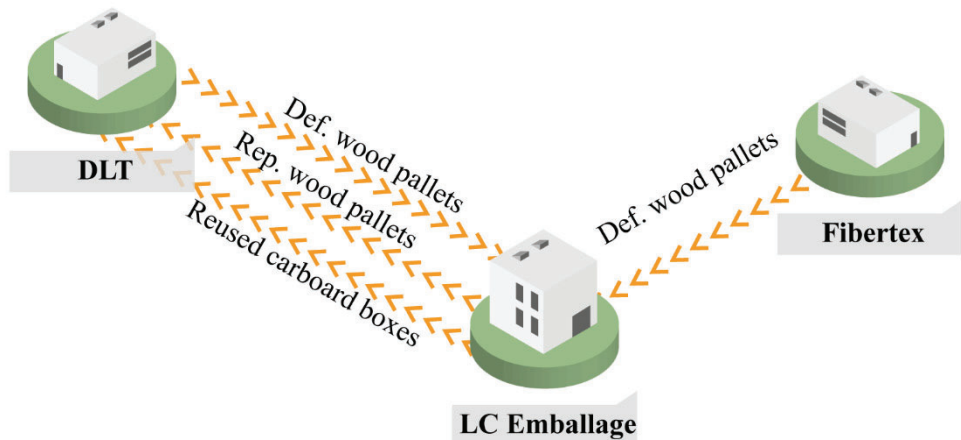 Def. wood pallets
Rep. wood pallets
Reused carboard boxes
DLT
Def. wood pallets
Fibertex
LC Emballage